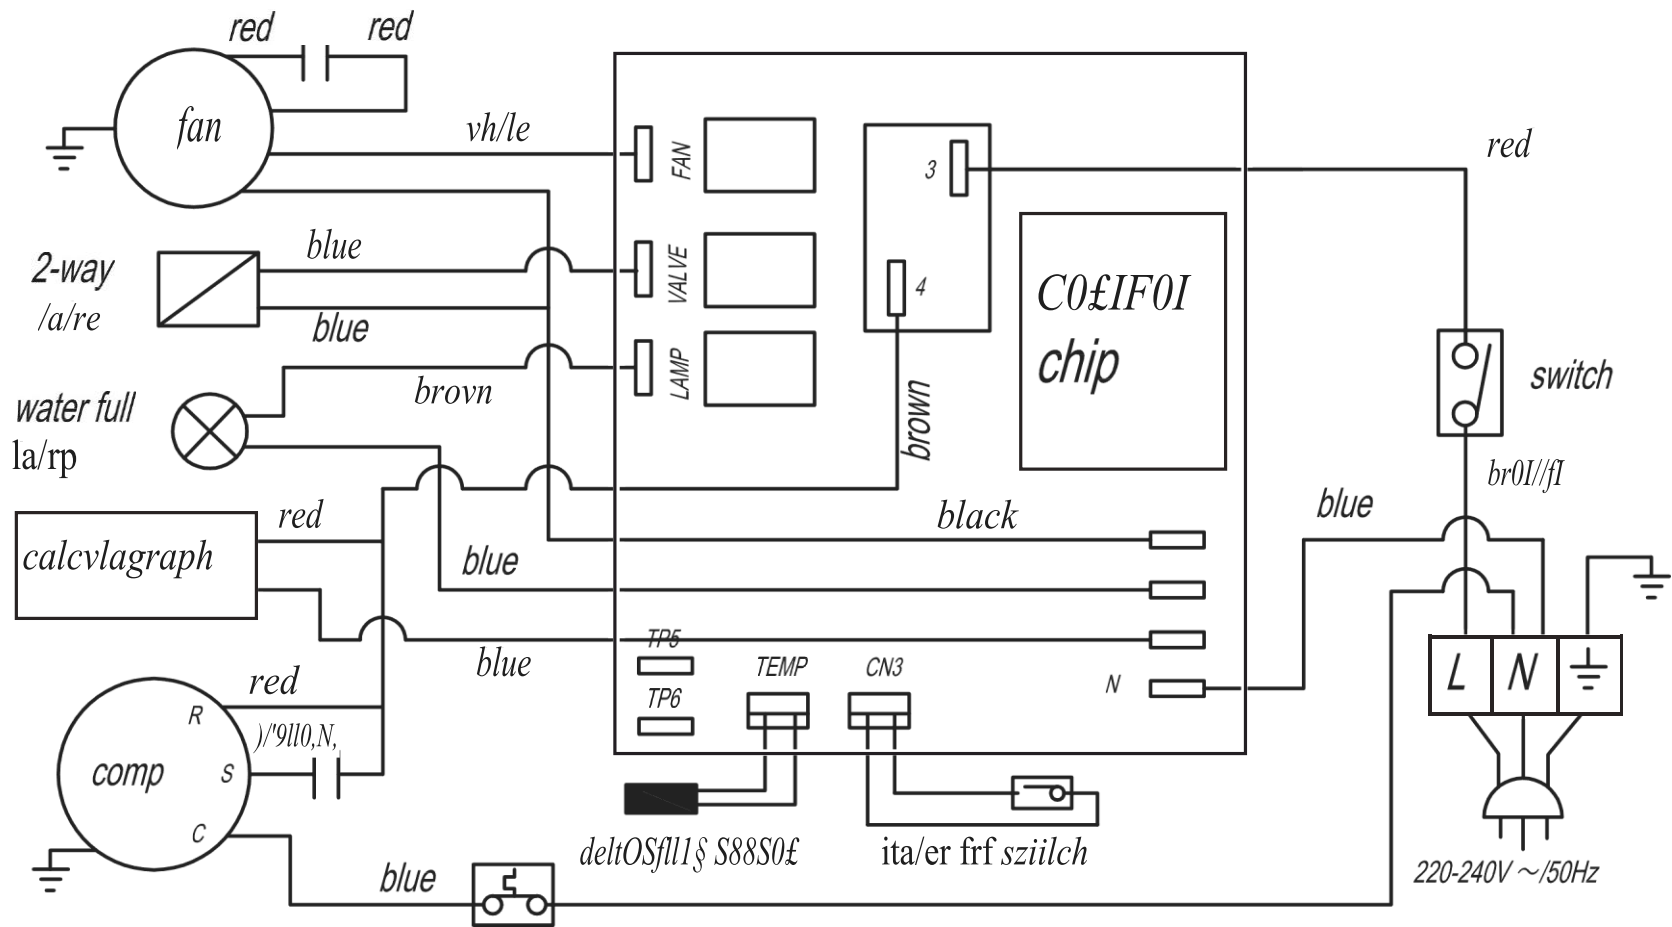 red
red
fan
vh/le
FAN
3
red
2-way
/a/re
blue
blue
VALVE
4
C0£IF0I
chip
switch
water full
la/rp
brovn
LAMP
brown
br0I//fI
calcvlagraph
red
blue
black
blue
blue
TP5
TP6
TEMP
CN3
N
L
N
comp
R
S
C
red
)/'9ll0,N,
blue
deltOSfll1§ S88S0£
ita/er frf sziilch
220-240V ～/50Hz